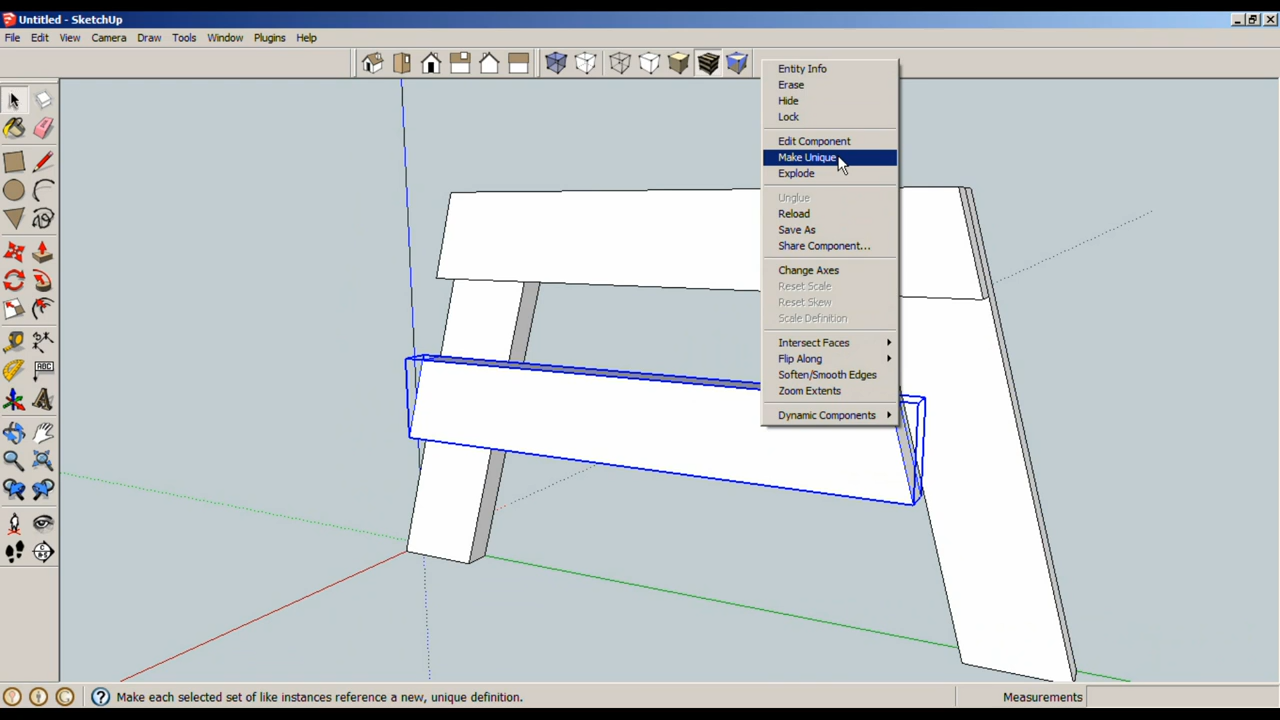 Untitled - SketchUp
File Edit View Camera Draw Tools Window Plugins Help
Entity Info
Erase
Hide
Lock
Edit Component
Make Unique
Explode
Unglue
Reload
Save As
Share Component...
Change Axes
Reset Scale
Reset Skew
Scale Definition
Intersect Faces
Flip Along
Soften/Smooth Edges
Zoom Extents
Dynamic Components
ABC
Make each selected set of like instances reference a new, unique definition.
Measurements